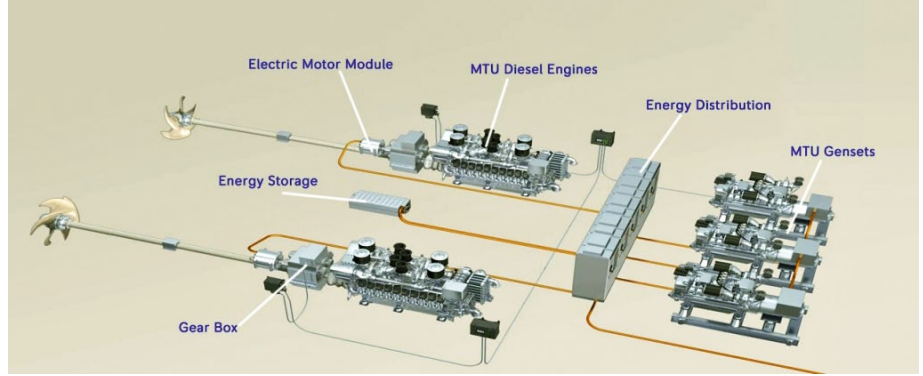 Electric Motor Module
MTU Diesel Engines
Energy Distribution
MTU Gensets
Energy Storage
Gear Box